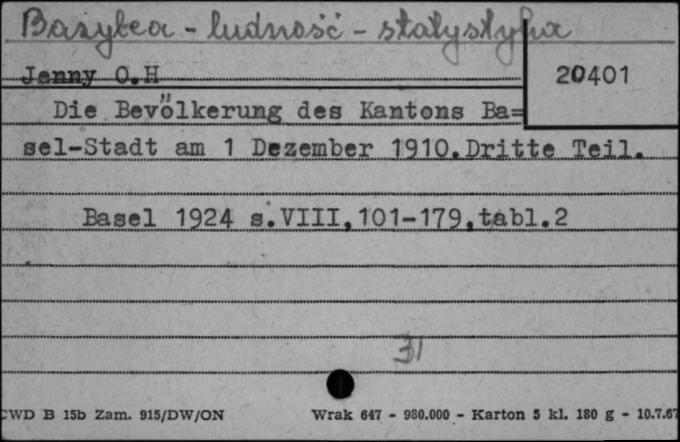 Bazylea - ludność - statystyka
Jenny O.H
20401
Die Bevölkerung des Kantons Ba=
sel-Stadt am 1 Dezember 1910.Dritte Teil.
Basel 1924 s.VIII,101-179,tabl.2
31
CWD B 15b Zam. 915/DW/ON Wrak 647 - 980.000 - Karton 5 kl. 180 g - 10.7.67